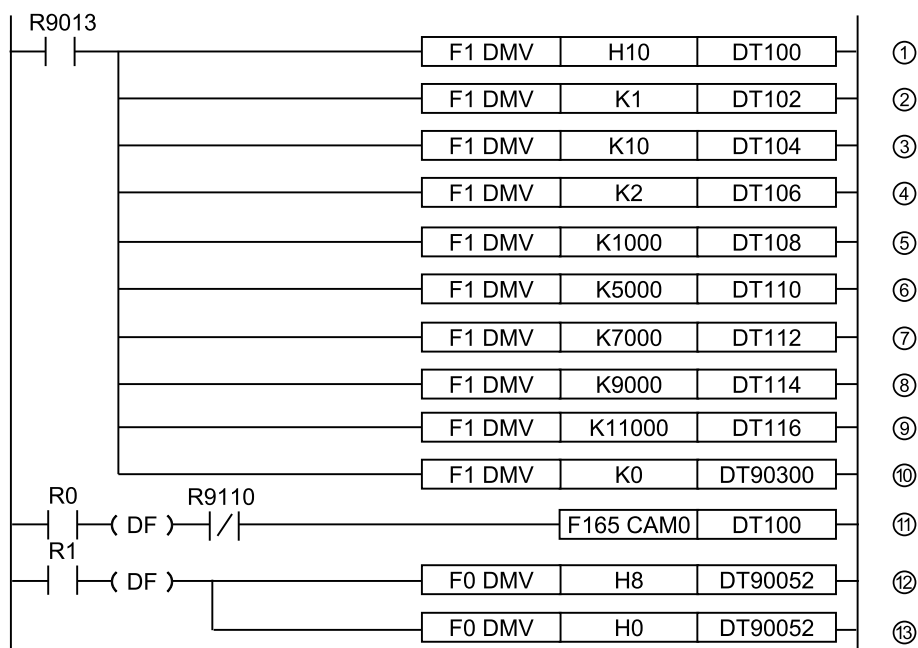 R9013
F1 DMV H10 DT100 ①
F1 DMV K1 DT102 ②
F1 DMV K10 DT104 ③
F1 DMV K2 DT106 ④
F1 DMV K1000 DT108 ⑤
F1 DMV K5000 DT110 ⑥
F1 DMV K7000 DT112 ⑦
F1 DMV K9000 DT114 ⑧
F1 DMV K11000 DT116 ⑨
F1 DMV K0 DT90300 ⑩
R0 R9110
( DF ) F165 CAM0 DT100 ⑪
R1
( DF ) F0 DMV H8 DT90052 ⑫
F0 DMV H0 DT90052 ⑬